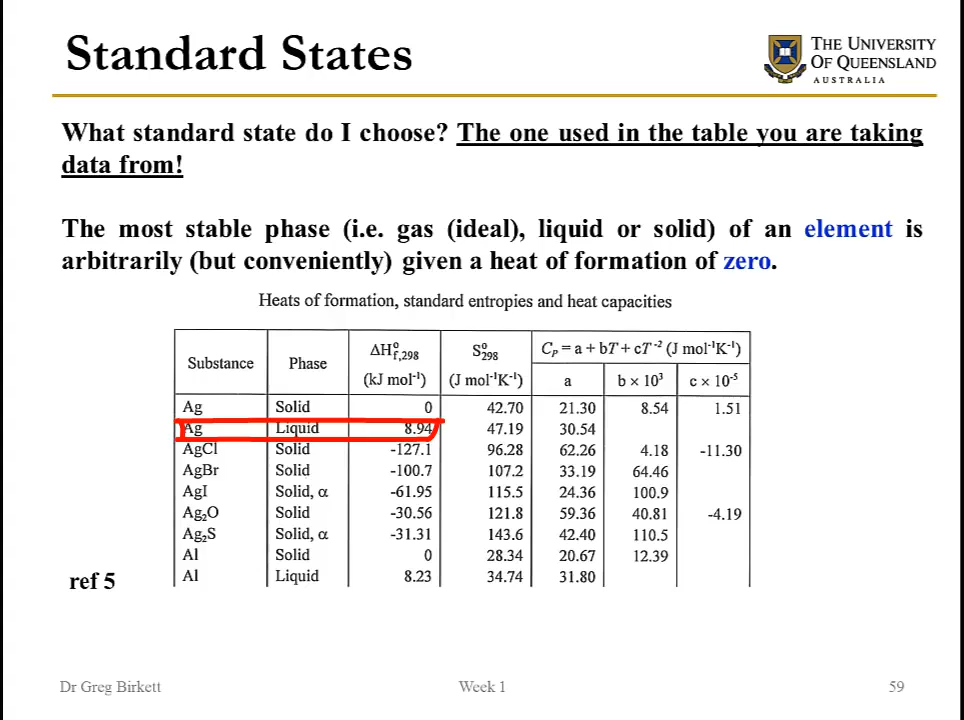 Standard States
THE UNIVERSITY
OF QUEENSLAND
AUSTRALIA
What standard state do I choose? The one used in the table you are taking
data from!
The most stable phase (i.e. gas (ideal), liquid or solid) of an element is
arbitrarily (but conveniently) given a heat of formation of zero.
Heats of formation, standard entropies and heat capacities
Substance Phase ΔH°f,298 (kJ mol⁻¹) S°298 (J mol⁻¹K⁻¹) Cp = a + bT + cT⁻² (J mol⁻¹K⁻¹)
a b × 10³ c × 10⁻⁵
Ag Solid 0 42.70 21.30 8.54 1.51
Ag Liquid 8.94 47.19 30.54
AgCl Solid -127.1 96.28 62.26 4.18 -11.30
AgBr Solid -100.7 107.2 33.19 64.46
AgI Solid, α -61.95 115.5 24.36 100.9
Ag₂O Solid -30.56 121.8 59.36 40.81 -4.19
Ag₂S Solid, α -31.31 143.6 42.40 110.5
Al Solid 0 28.34 20.67 12.39
Al Liquid 8.23 34.74 31.80
ref 5
Dr Greg Birkett Week 1 59